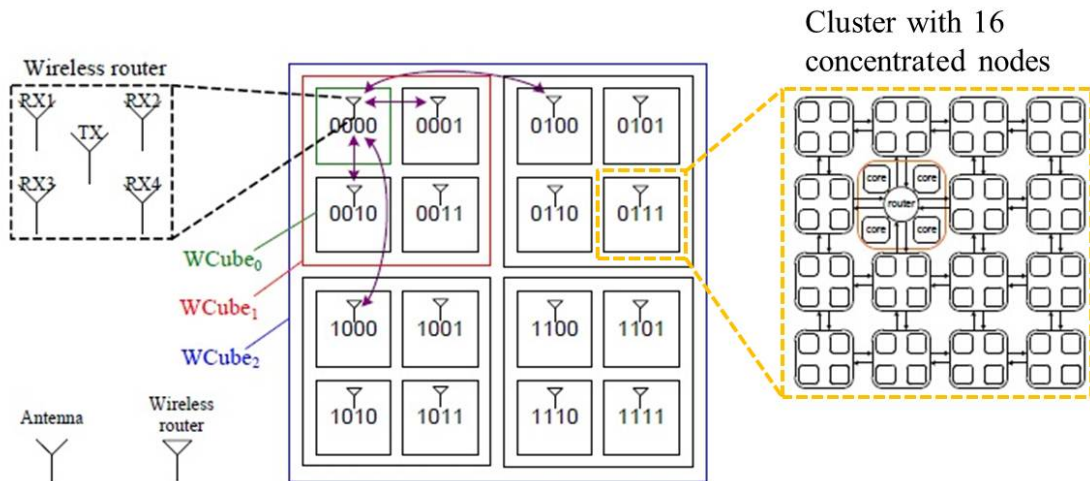 Cluster with 16
concentrated nodes
Wireless router
RX1 RX2
TX
RX3 RX4
0000 0001 0100 0101
0010 0011 0110 0111
1000 1001 1100 1101
1010 1011 1110 1111
WCube0
WCube1
WCube2
core core
router
core core
Antenna
Wireless
router